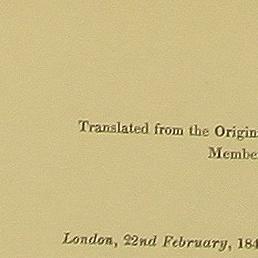 Translated from the Origin
Membe
London, 22nd February, 184